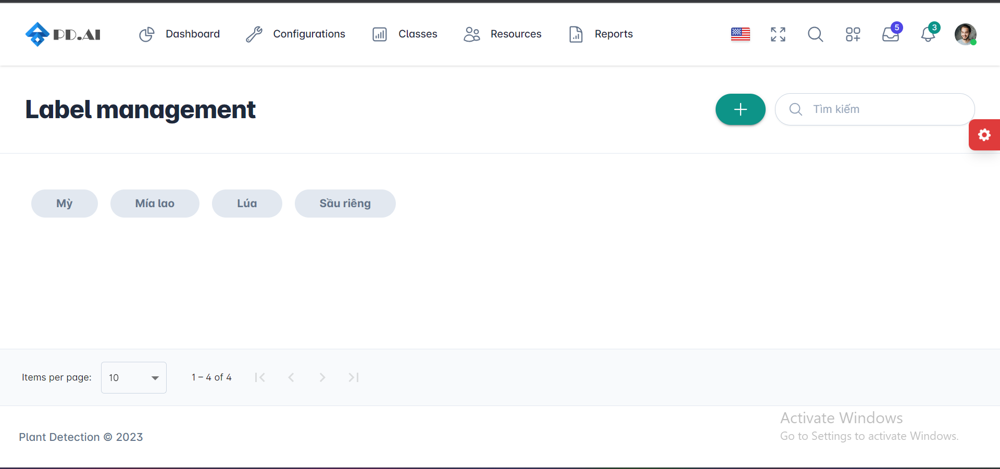 PD.AI
Dashboard
Configurations
Classes
Resources
Reports
5
3
Label management
Tìm kiếm
Mỳ
Mía lao
Lúa
Sầu riêng
Items per page:
10
1 – 4 of 4
Activate Windows
Go to Settings to activate Windows.
Plant Detection © 2023